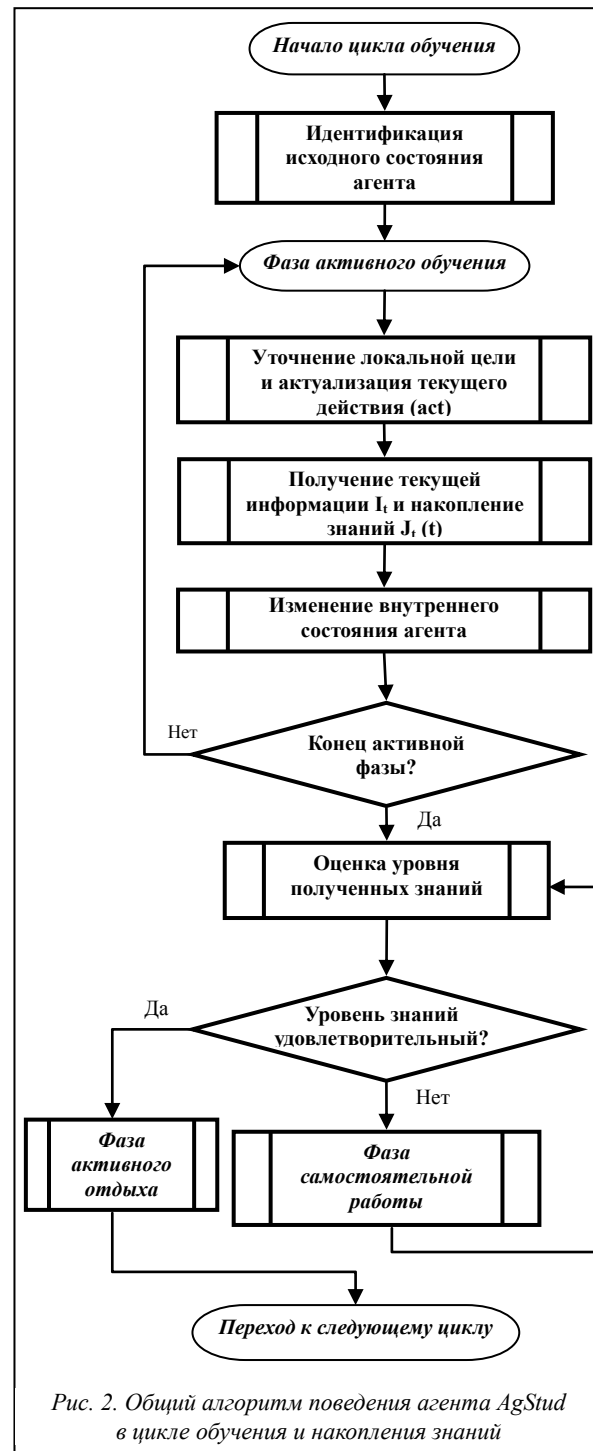 Начало цикла обучения
Идентификация
исходного состояния
агента
Фаза активного обучения
Уточнение локальной цели
и актуализация текущего
действия (act)
Получение текущей
информации Iₜ и накопление
знаний Jₜ (t)
Изменение внутреннего
состояния агента
Нет
Конец активной
фазы?
Да
Оценка уровня
полученных знаний
Да
Уровень знаний
удовлетворительный?
Нет
Фаза
активного
отдыха
Фаза
самостоятельной
работы
Переход к следующему циклу
Рис. 2. Общий алгоритм поведения агента AgStud
в цикле обучения и накопления знаний